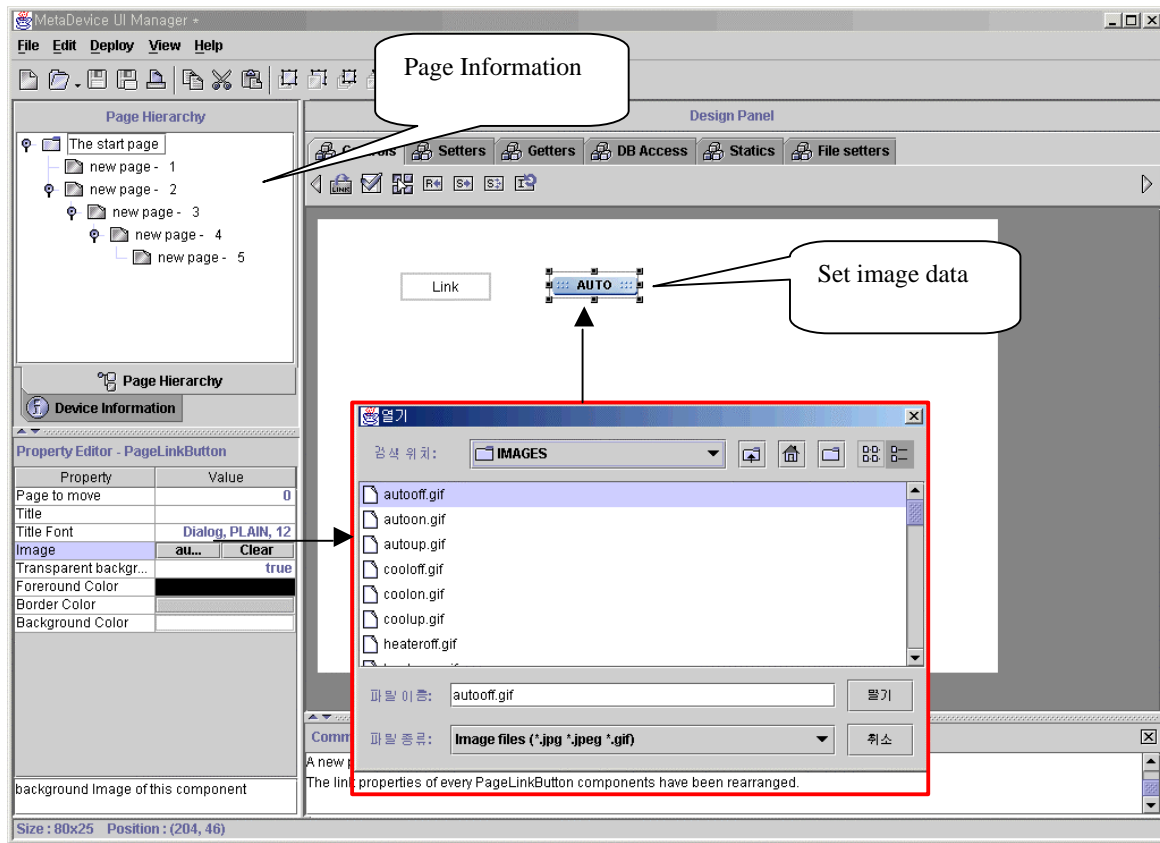 MetaDevice UI Manager *
File Edit Deploy View Help
Page Information
Page Hierarchy
The start page
new page - 1
new page - 2
new page - 3
new page - 4
new page - 5
Page Hierarchy
Device Information
Design Panel
Setters Getters DB Access Statics File setters
LINK
Link
AUTO
Set image data
Property Editor - PageLinkButton
Property Value
Page to move 0
Title
Title Font Dialog, PLAIN, 12
Image au... Clear
Transparent backgr... true
Foreround Color
Border Color
Background Color
background Image of this component
열기
검색 위치: IMAGES
autooff.gif
autoon.gif
autoup.gif
cooloff.gif
coolon.gif
coolup.gif
heateroff.gif
파일 이름: autooff.gif 열기
파일 종류: Image files (*.jpg *.jpeg *.gif) 취소
Comm
A new
The link properties of every PageLinkButton components have been rearranged.
Size : 80x25 Position : (204, 46)